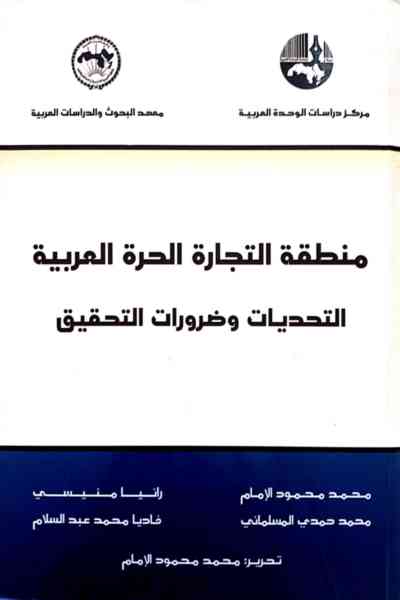 مركز دراسات الوحدة العربية
معهد البحوث والدراسات العربية
منطقة التجارة الحرة العربية
التحديات وضرورات التحقيق
محمد محمود الإمام
رانيا منيسي
محمد حمدي المسلماني
فاديا محمد عبد السلام
تحرير: محمد محمود الإمام